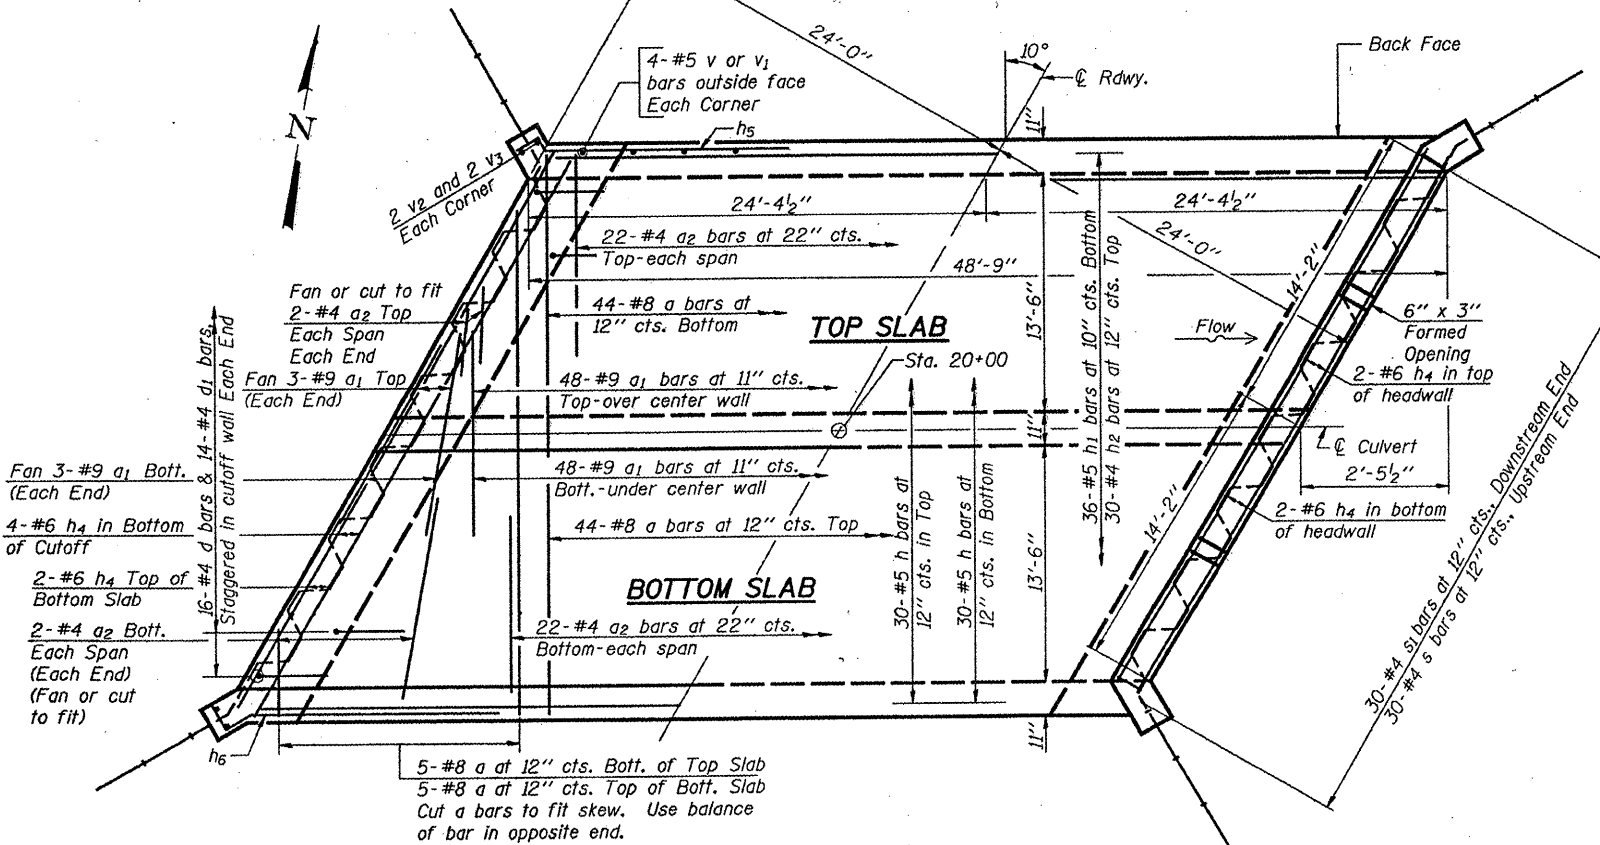 24'-0"
10°
℄ Rdwy.
Back Face
4-#5 v or v1
bars outside face
Each Corner
11"
h5
N
2 v2 and 2 v3
Each Corner
24'-4½"
24'-4½"
24'-0"
22-#4 a2 bars at 22" cts.
Top-each span
48'-9"
Fan or cut to fit
2-#4 a2 Top
Each Span
Each End
44-#8 a bars at
12" cts. Bottom
TOP SLAB
13'-6"
36-#5 h1 bars at 10" cts. Bottom
30-#4 h2 bars at 12" cts. Top
Flow
14'-2"
6" x 3"
Formed
Opening
Sta. 20+00
2-#6 h4 in top
of headwall
Fan 3-#9 a1 Top
(Each End)
48-#9 a1 bars at 11" cts.
Top-over center wall
11"
℄ Culvert
2'-5½"
16-#4 d bars & 14-#4 d1 bars,
Staggered in cutoff wall Each End
Fan 3-#9 a1 Bott.
(Each End)
48-#9 a1 bars at 11" cts.
Bott.-under center wall
4-#6 h4 in Bottom
of Cutoff
44-#8 a bars at 12" cts. Top
30-#5 h bars at
12" cts. in Top
30-#5 h bars at
12" cts. in Bottom
13'-6"
14'-2"
2-#6 h4 in bottom
of headwall
2-#6 h4 Top of
Bottom Slab
BOTTOM SLAB
2-#4 a2 Bott.
Each Span
(Each End)
(Fan or cut
to fit)
22-#4 a2 bars at 22" cts.
Bottom-each span
30-#4 s1 bars at 12" cts., Downstream End
30-#4 s bars at 12" cts., Upstream End
h6
11"
5-#8 a at 12" cts. Bott. of Top Slab
5-#8 a at 12" cts. Top of Bott. Slab
Cut a bars to fit skew. Use balance
of bar in opposite end.